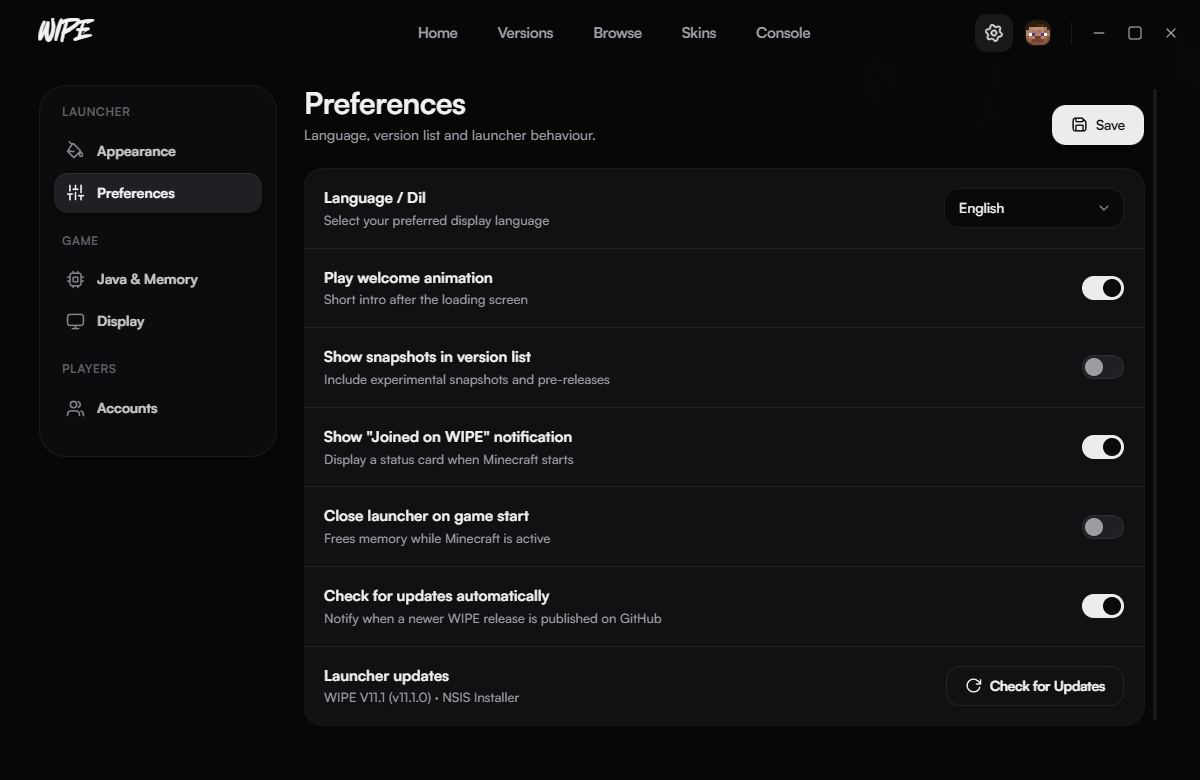 WIPE
Home
Versions
Browse
Skins
Console
LAUNCHER
Appearance
Preferences
GAME
Java & Memory
Display
PLAYERS
Accounts
Preferences
Language, version list and launcher behaviour.
Save
Language / Dil
Select your preferred display language
English
Play welcome animation
Short intro after the loading screen
Show snapshots in version list
Include experimental snapshots and pre-releases
Show "Joined on WIPE" notification
Display a status card when Minecraft starts
Close launcher on game start
Frees memory while Minecraft is active
Check for updates automatically
Notify when a newer WIPE release is published on GitHub
Launcher updates
WIPE V11.1 (v11.1.0) • NSIS Installer
Check for Updates